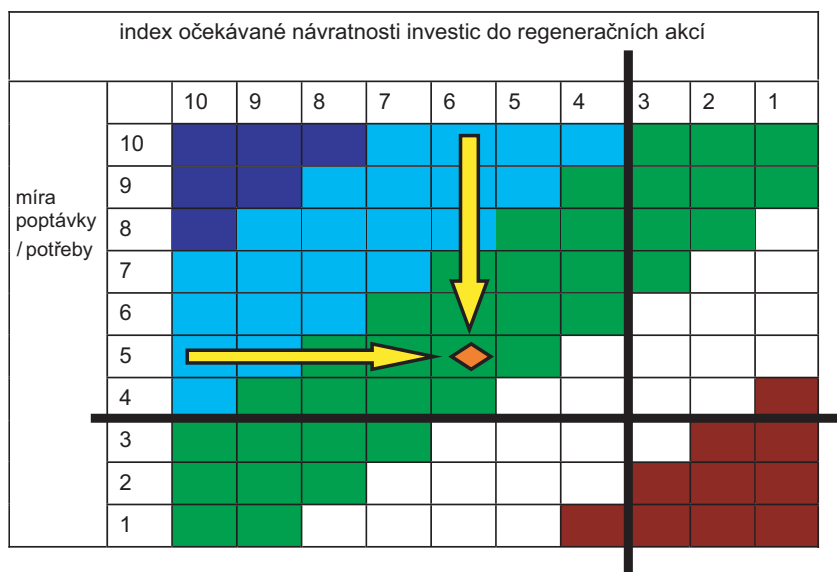 index očekávané návratnosti investic do regeneračních akcí
10 9 8 7 6 5 4 3 2 1
míra
poptávky
/ potřeby
10
9
8
7
6
5
4
3
2
1